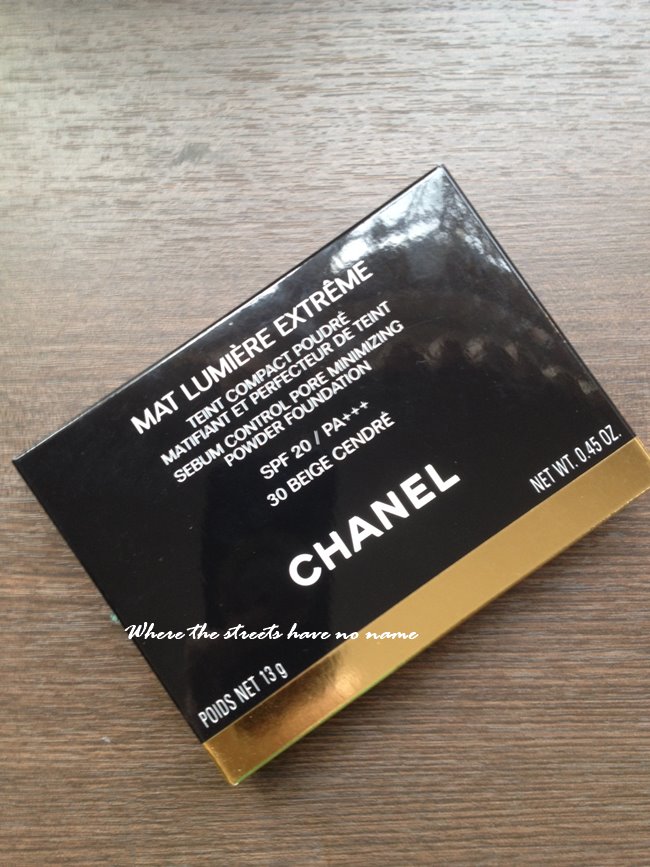 MAT LUMIÈRE EXTRÊME
TEINT COMPACT POUDRÉ
MATIFIANT ET PERFECTEUR DE TEINT
SEBUM CONTROL PORE MINIMIZING
POWDER FOUNDATION
SPF 20 / PA+++
30 BEIGE CENDRÉ
CHANEL
POIDS NET 13 g
NET WT. 0.45 OZ.
Where the streets have no name